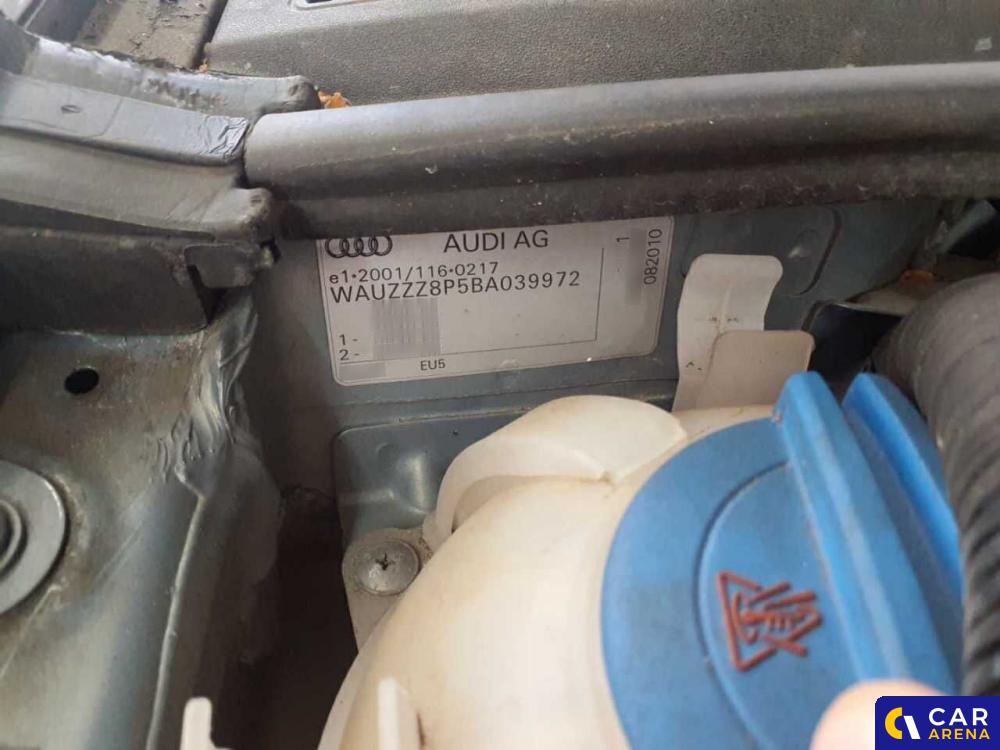 AUDI AG
e1*2001/116*0217
WAUZZZ8P5BA039972
1 -
2 -
EU5
1
082010
CAR
ARENA